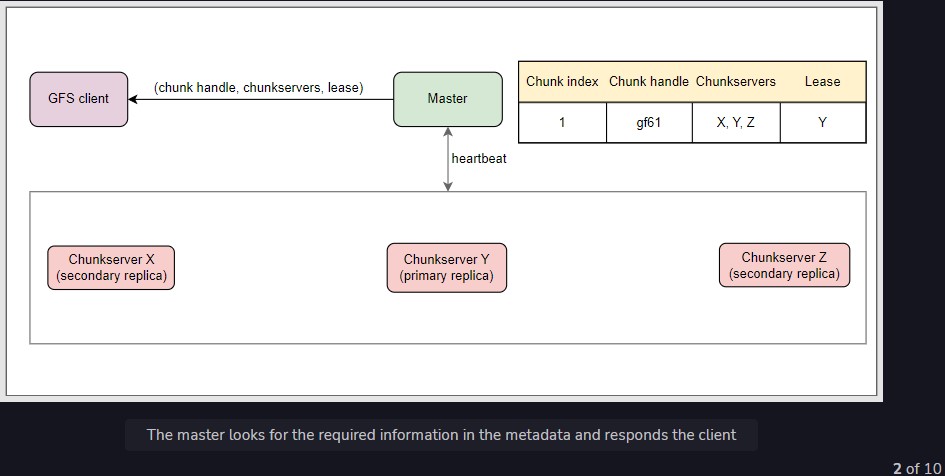 GFS client
(chunk handle, chunkservers, lease)
Master
Chunk index Chunk handle Chunkservers Lease
1 gf61 X, Y, Z Y
heartbeat
Chunkserver X
(secondary replica)
Chunkserver Y
(primary replica)
Chunkserver Z
(secondary replica)
The master looks for the required information in the metadata and responds the client
2 of 10